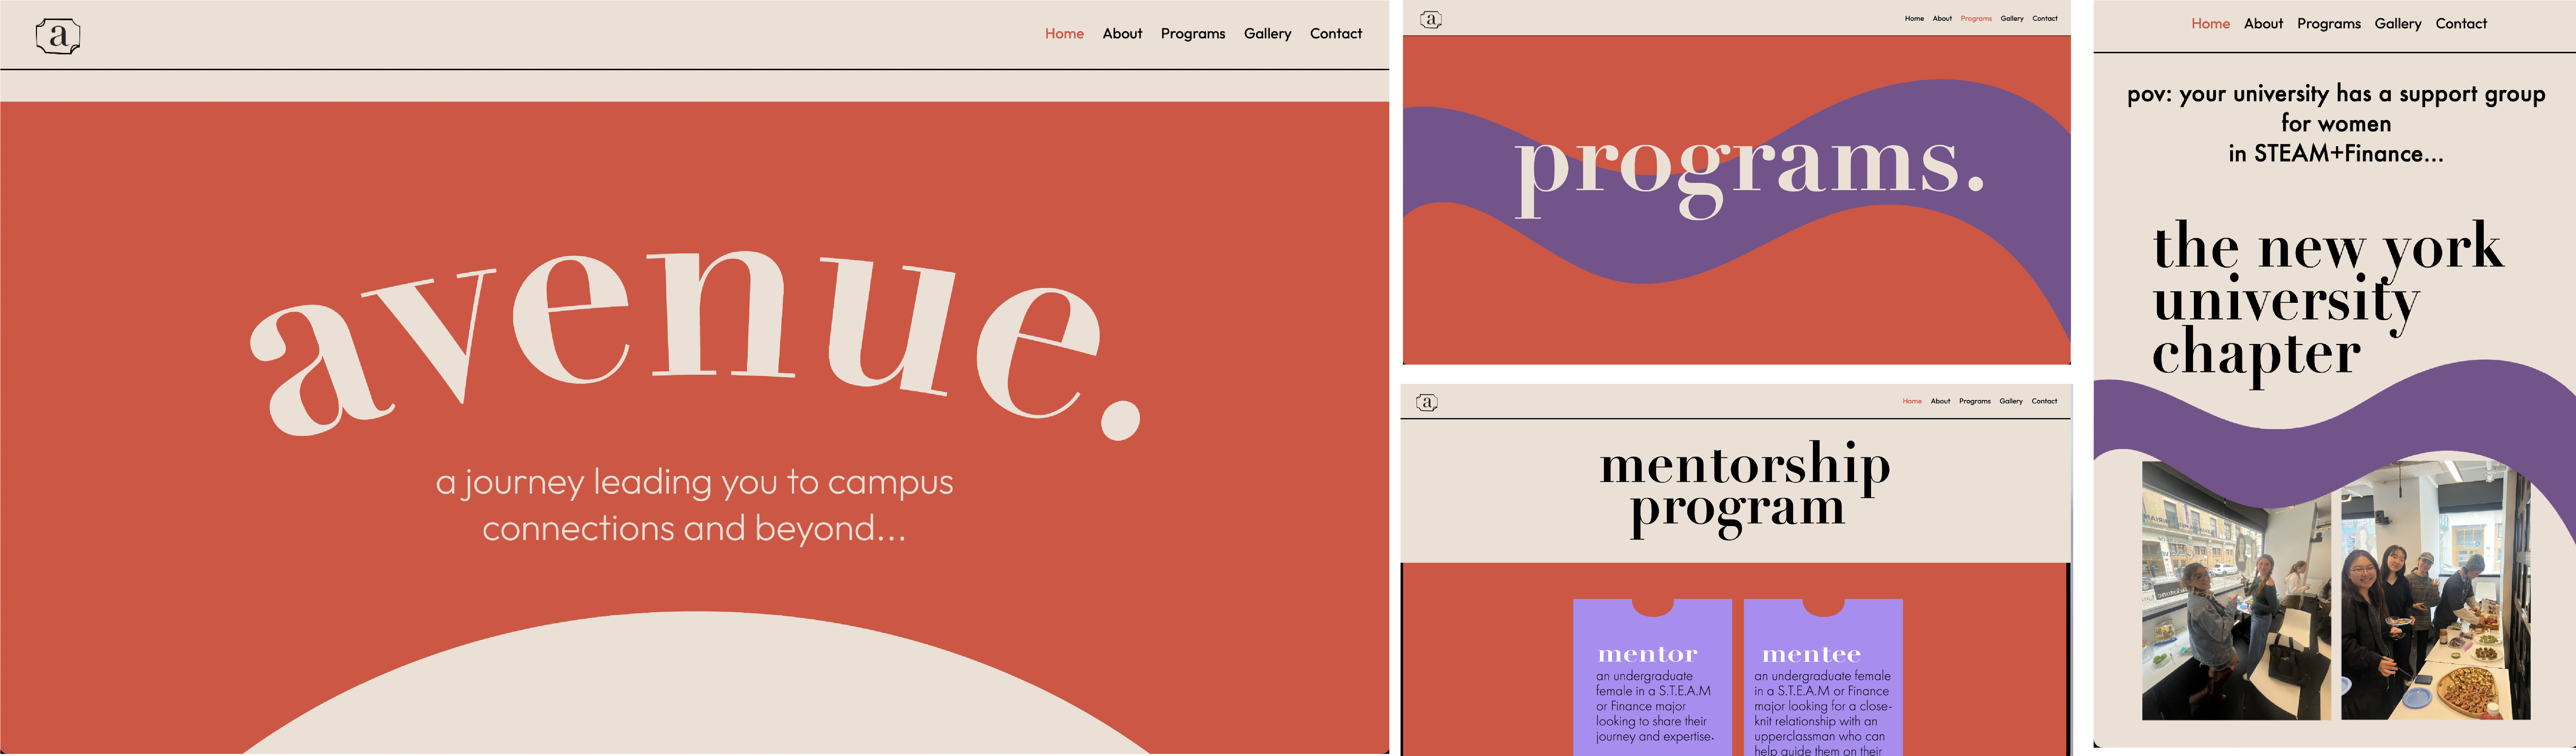 a
Home About Programs Gallery Contact
avenue.
a journey leading you to campus
connections and beyond...
a
Home About Programs Gallery Contact
programs.
a
Home About Programs Gallery Contact
mentorship
program
mentor
an undergraduate
female in a S.T.E.A.M
or Finance major
looking to share their
journey and expertise.
mentee
an undergraduate female
in a S.T.E.A.M or Finance
major looking for a close-
knit relationship with an
upperclassman who can
help guide them on their
Home About Programs Gallery Contact
pov: your university has a support group
for women
in STEAM+Finance...
the new york
university
chapter